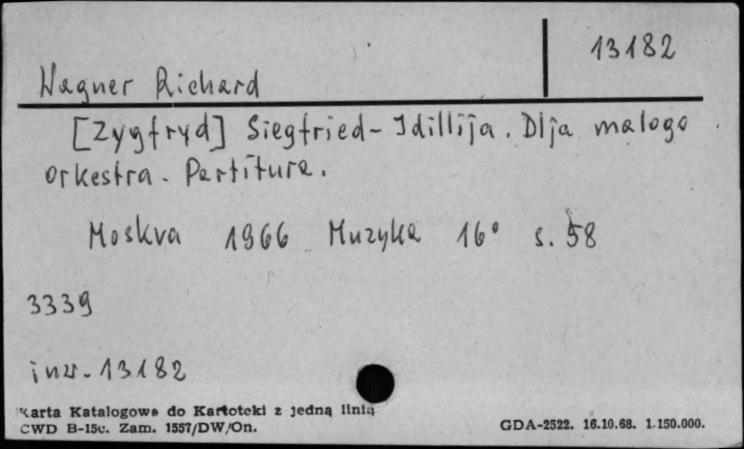 13182
Wagner Richard
[Zygfryd] Siegfried-Idillija. Dlja malogo
orkestra. Partitura.
Moskva 1966 Muzyka 16° s. 58
3339
inw. 13182
Karta Katalogowa do Kartoteki z jedną linią
CWD B-15c. Zam. 1557/DW/On.
GDA-2522. 16.10.68. 1.150.000.